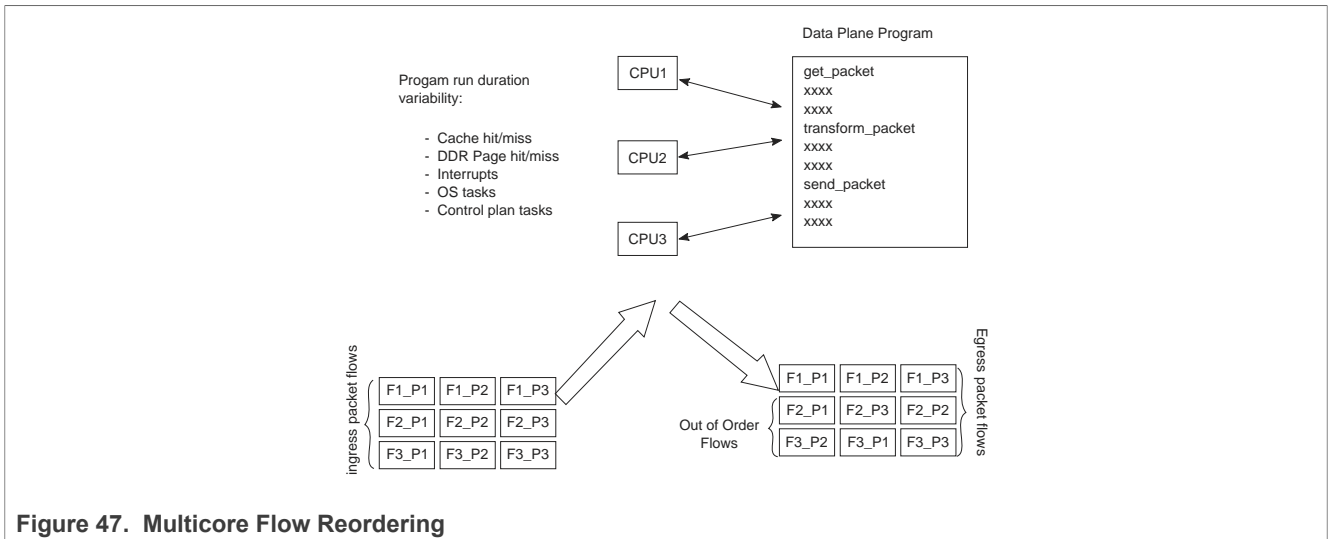 Progam run duration
variability:
- Cache hit/miss
- DDR Page hit/miss
- Interrupts
- OS tasks
- Control plan tasks
CPU1
CPU2
CPU3
Data Plane Program
get_packet
xxxx
xxxx
transform_packet
xxxx
xxxx
send_packet
xxxx
xxxx
ingress packet flows
F1_P1 F1_P2 F1_P3
F2_P1 F2_P2 F2_P3
F3_P1 F3_P2 F3_P3
Out of Order
Flows
F1_P1 F1_P2 F1_P3
F2_P1 F2_P3 F2_P2
F3_P2 F3_P1 F3_P3
Egress packet flows
Figure 47. Multicore Flow Reordering